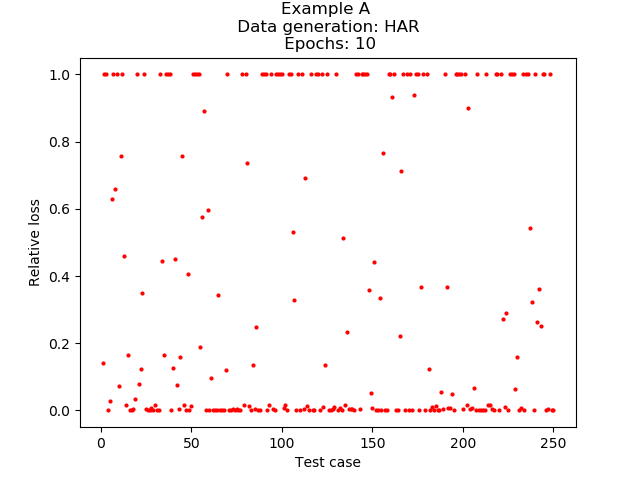 Example A
Data generation: HAR
Epochs: 10
1.0
0.8
0.6
0.4
0.2
0.0
Relative loss
0 50 100 150 200 250
Test case